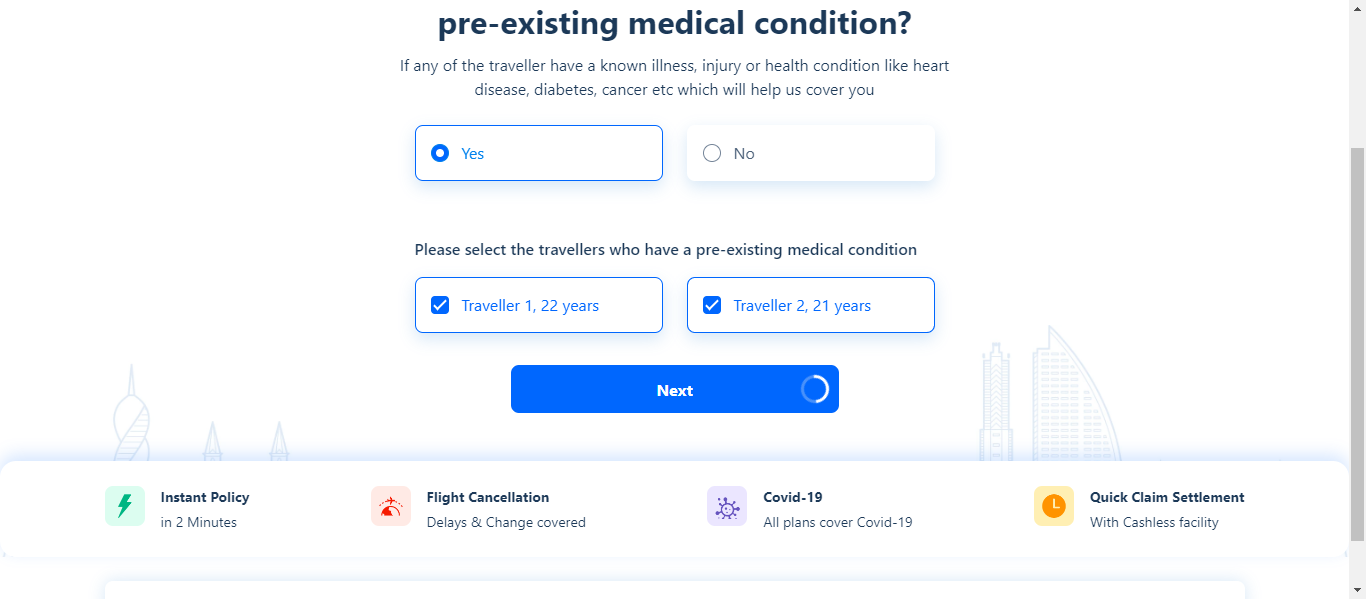 pre-existing medical condition?
If any of the traveller have a known illness, injury or health condition like heart
disease, diabetes, cancer etc which will help us cover you
Yes
No
Please select the travellers who have a pre-existing medical condition
Traveller 1, 22 years
Traveller 2, 21 years
Next
Instant Policy
in 2 Minutes
Flight Cancellation
Delays & Change covered
Covid-19
All plans cover Covid-19
Quick Claim Settlement
With Cashless facility